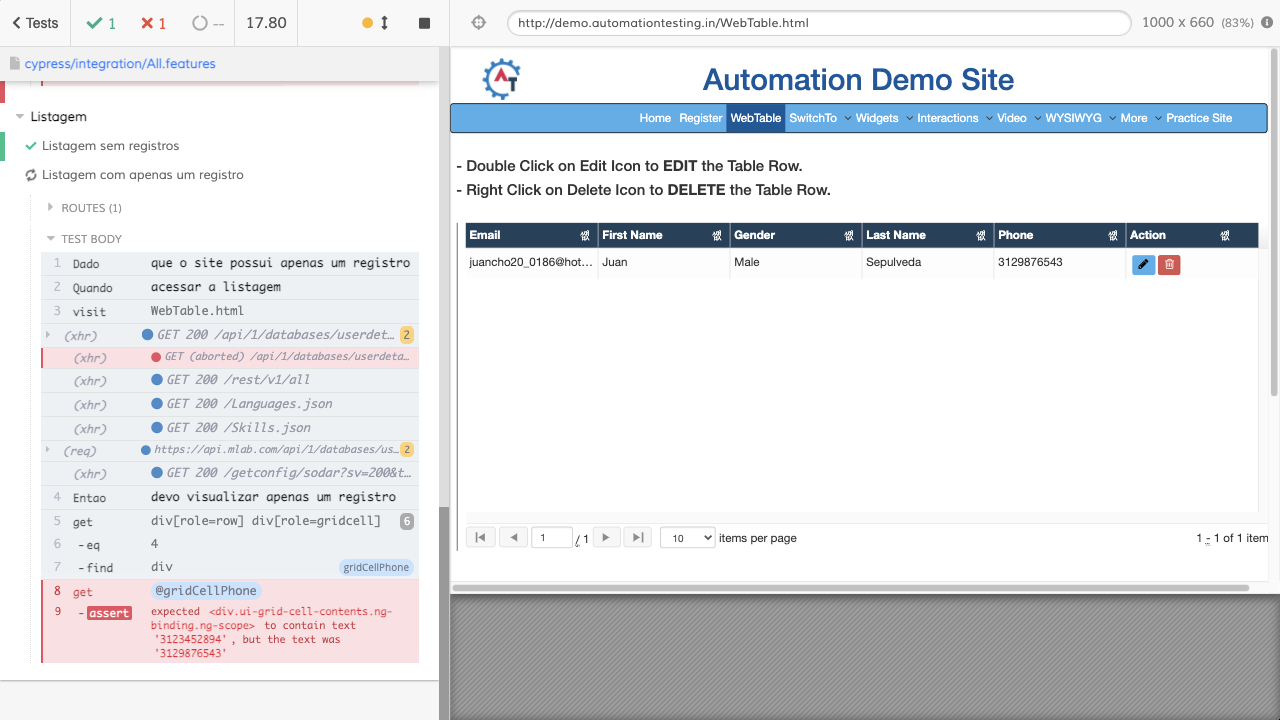 Tests
1
1
--
17.80
http://demo.automationtesting.in/WebTable.html
1000 x 660 (83%)
cypress/integration/All.features
Listagem
Listagem sem registros
Listagem com apenas um registro
ROUTES (1)
TEST BODY
1 Dado que o site possui apenas um registro
2 Quando acessar a listagem
3 visit WebTable.html
(xhr) GET 200 /api/1/databases/userdet… 2
(xhr) GET (aborted) /api/1/databases/userdeta…
(xhr) GET 200 /rest/v1/all
(xhr) GET 200 /Languages.json
(xhr) GET 200 /Skills.json
(req) https://api.mlab.com/api/1/databases/us… 2
(xhr) GET 200 /getconfig/sodar?sv=200&t…
4 Entao devo visualizar apenas um registro
5 get div[role=row] div[role=gridcell] 6
6 -eq 4
7 -find div gridCellPhone
8 get @gridCellPhone
9 -assert expected <div.ui-grid-cell-contents.ng-
binding.ng-scope> to contain text
'3123452894', but the text was
'3129876543'
AT
Automation Demo Site
Home Register WebTable SwitchTo Widgets Interactions Video WYSIWYG More Practice Site
- Double Click on Edit Icon to EDIT the Table Row.
- Right Click on Delete Icon to DELETE the Table Row.
Email First Name Gender Last Name Phone Action
juancho20_0186@hot… Juan Male Sepulveda 3129876543
1 / 1 10 items per page 1 - 1 of 1 item